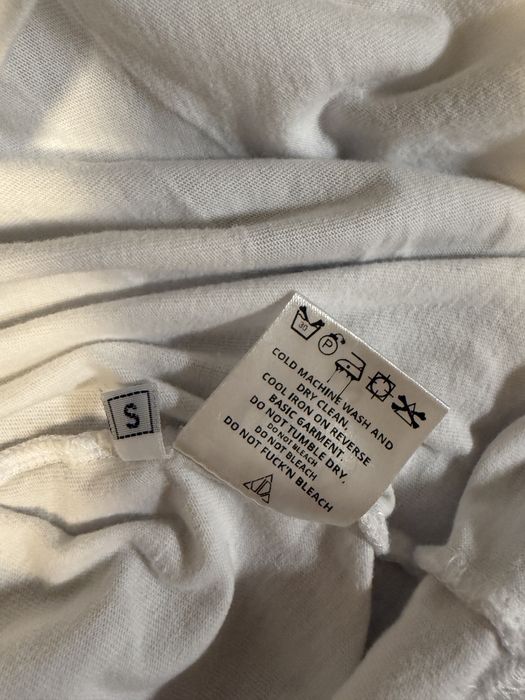 30
P
COLD MACHINE WASH AND
DRY CLEAN.
COOL IRON ON REVERSE
BASIC GARMENT.
DO NOT TUMBLE DRY.
DO NOT BLEACH
DO NOT BLEACH
DO NOT FUCK'N BLEACH
S